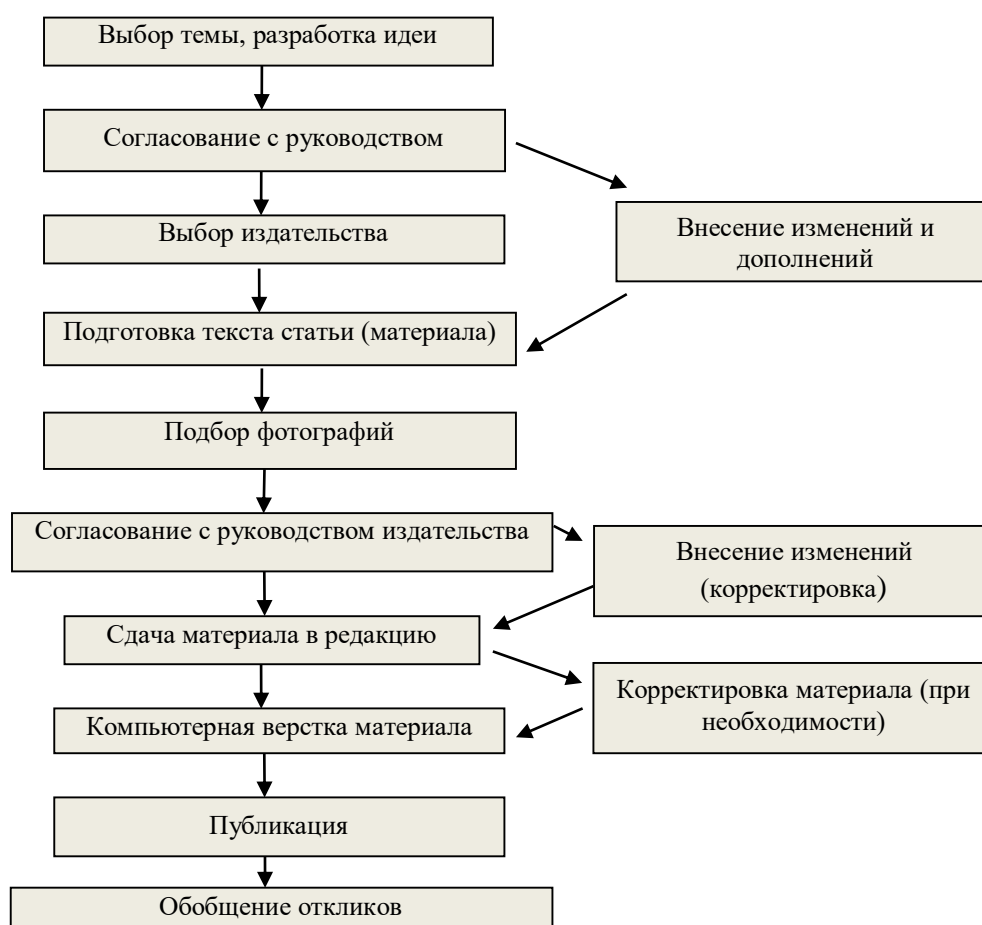 Выбор темы, разработка идеи
Согласование с руководством
Выбор издательства
Внесение изменений и
дополнений
Подготовка текста статьи (материала)
Подбор фотографий
Согласование с руководством издательства
Внесение изменений
(корректировка)
Сдача материала в редакцию
Корректировка материала (при
необходимости)
Компьютерная верстка материала
Публикация
Обобщение откликов